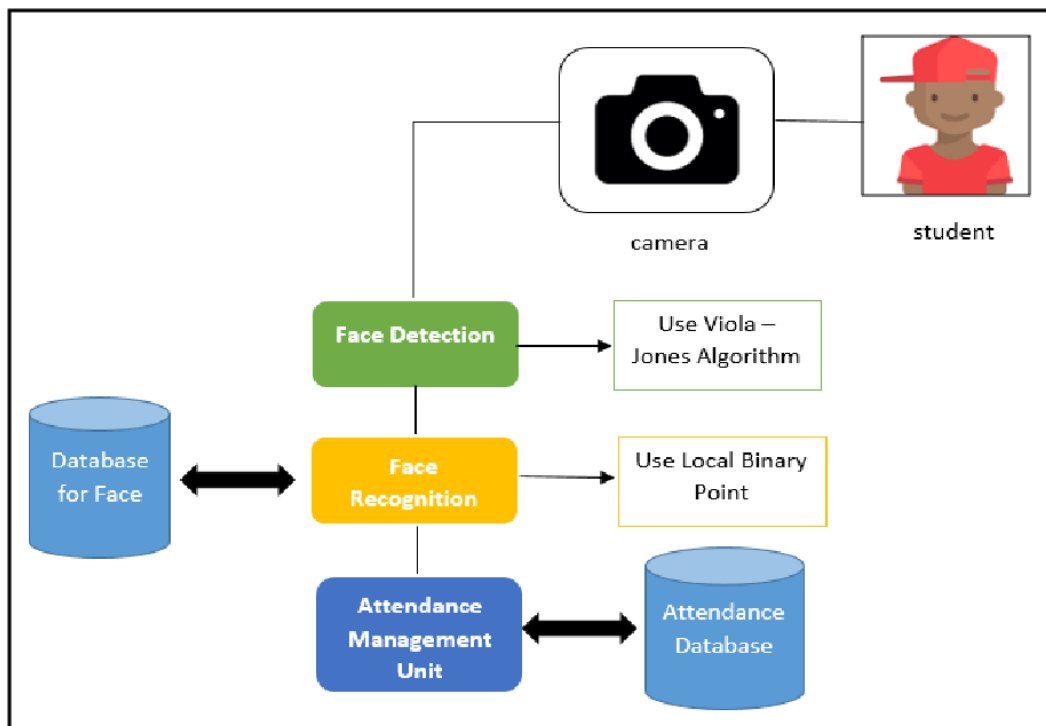 camera
student
Face Detection
Use Viola –
Jones Algorithm
Database
for Face
Face
Recognition
Use Local Binary
Point
Attendance
Management
Unit
Attendance
Database